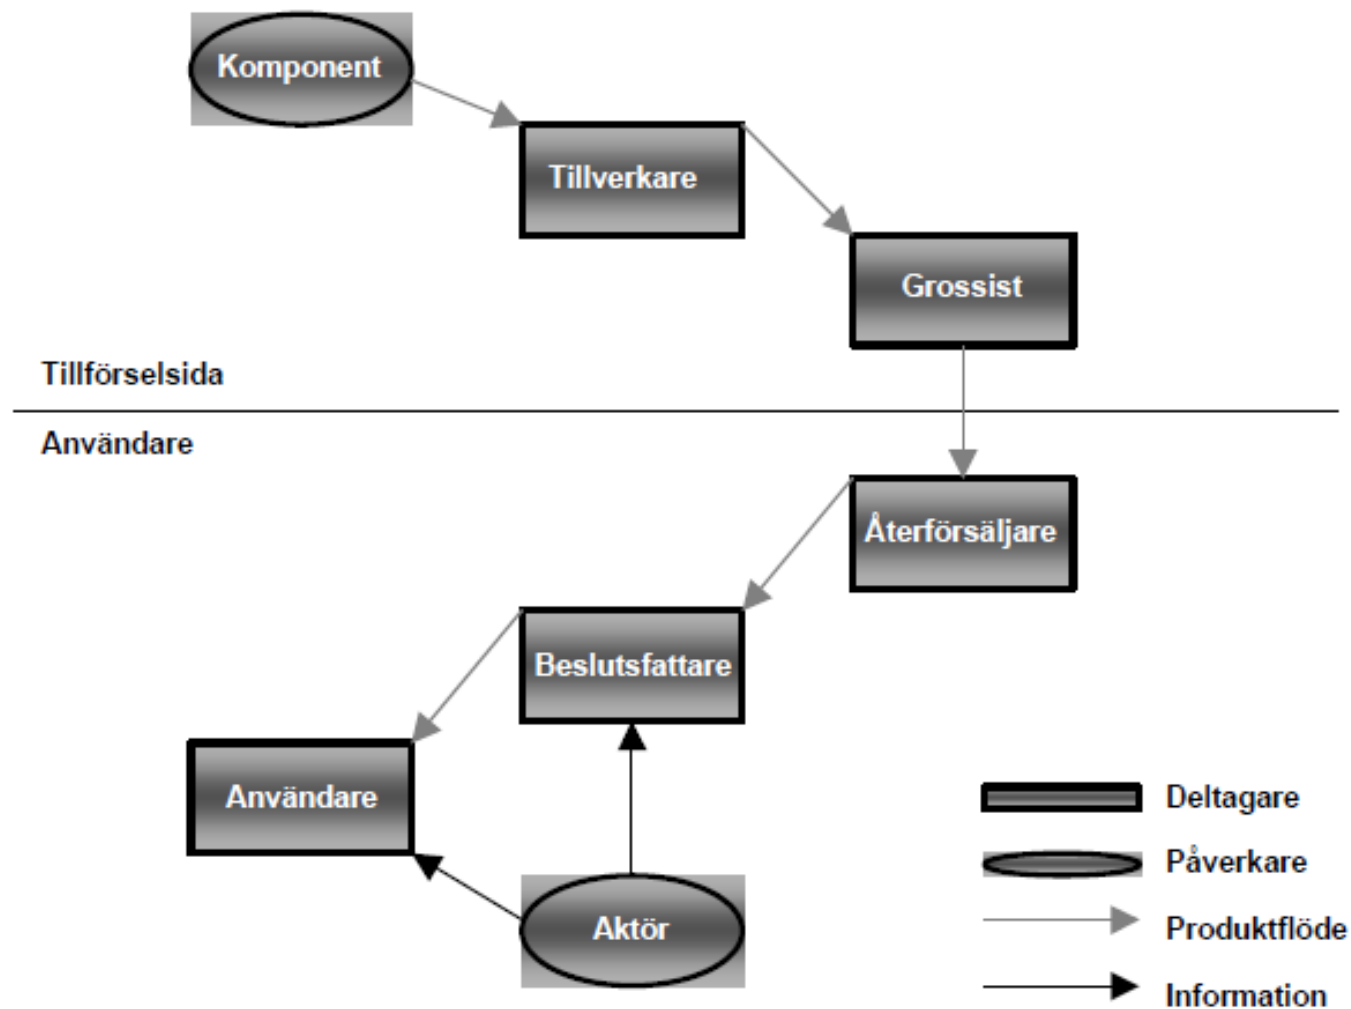 Komponent
Tillverkare
Grossist
Tillförselsida
Användare
Återförsäljare
Beslutsfattare
Användare
Aktör
Deltagare
Påverkare
Produktflöde
Information